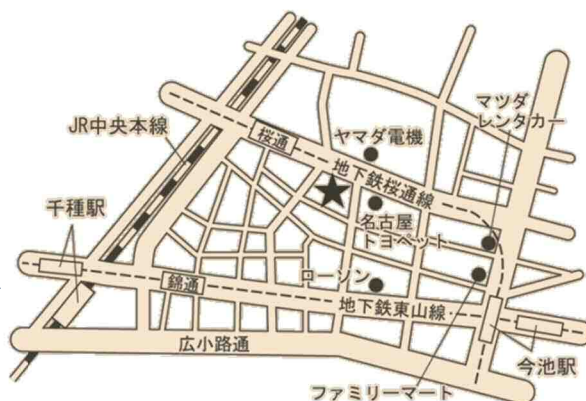 マツダ
レンタカー
JR中央本線
桜通
ヤマダ電機
地下鉄桜通線
千種駅
名古屋
トヨペット
錦通
ローソン
地下鉄東山線
広小路通
今池駅
ファミリーマート